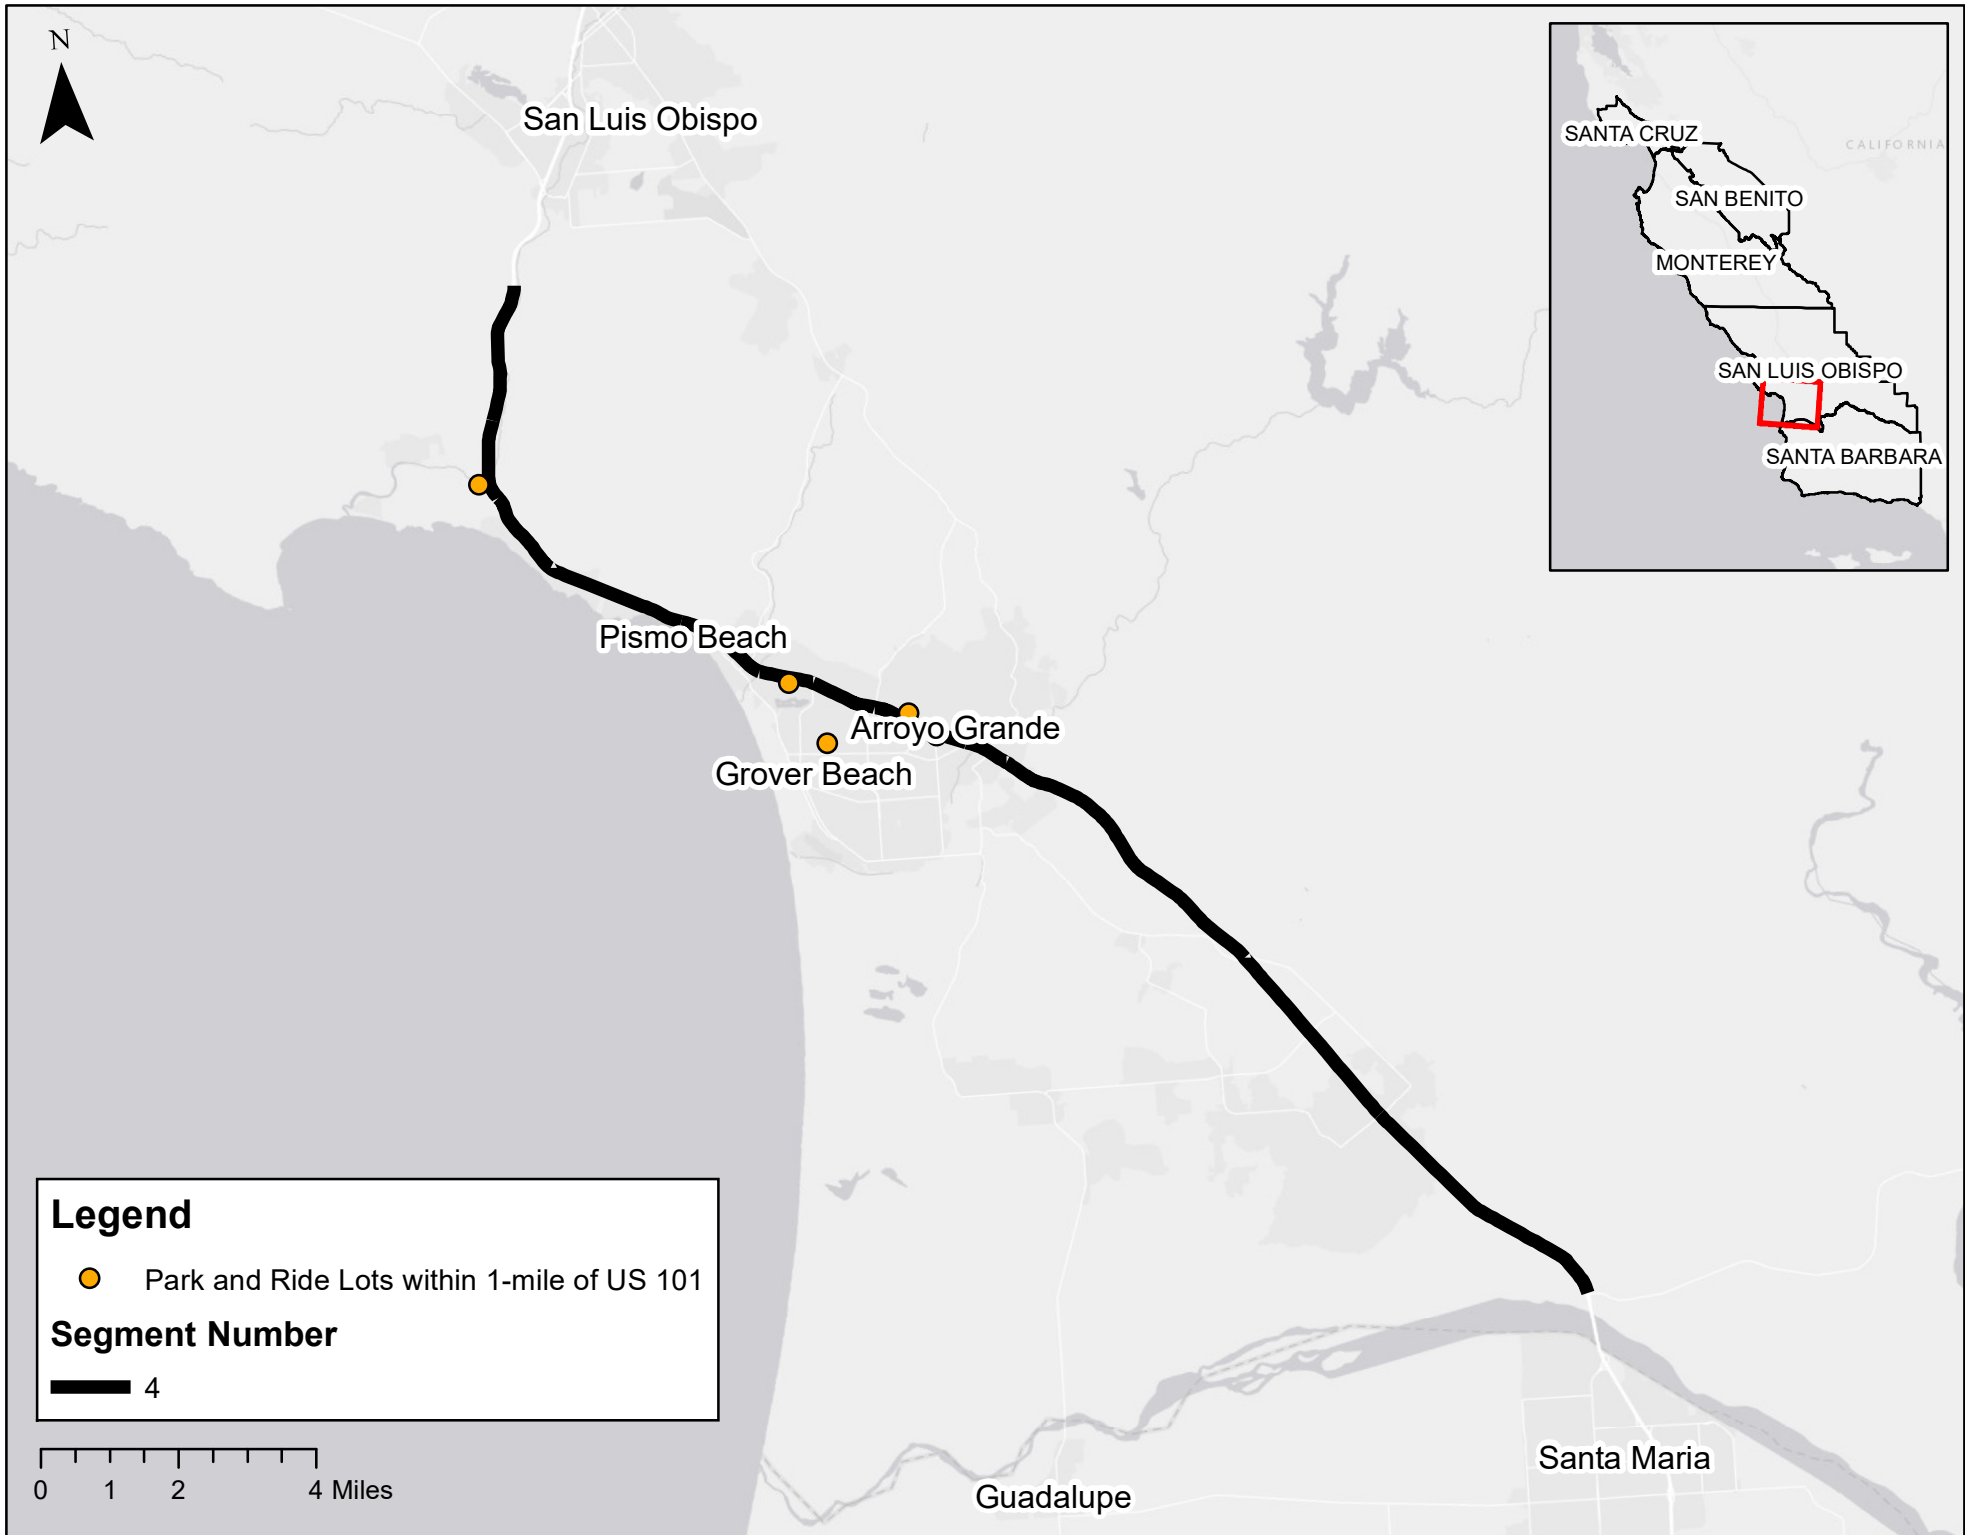 N
San Luis Obispo
SANTA CRUZ
CALIFORNIA
SAN BENITO
MONTEREY
SAN LUIS OBISPO
SANTA BARBARA
Pismo Beach
Arroyo Grande
Grover Beach
Legend
Park and Ride Lots within 1-mile of US 101
Segment Number
4
0 1 2 4 Miles
Santa Maria
Guadalupe